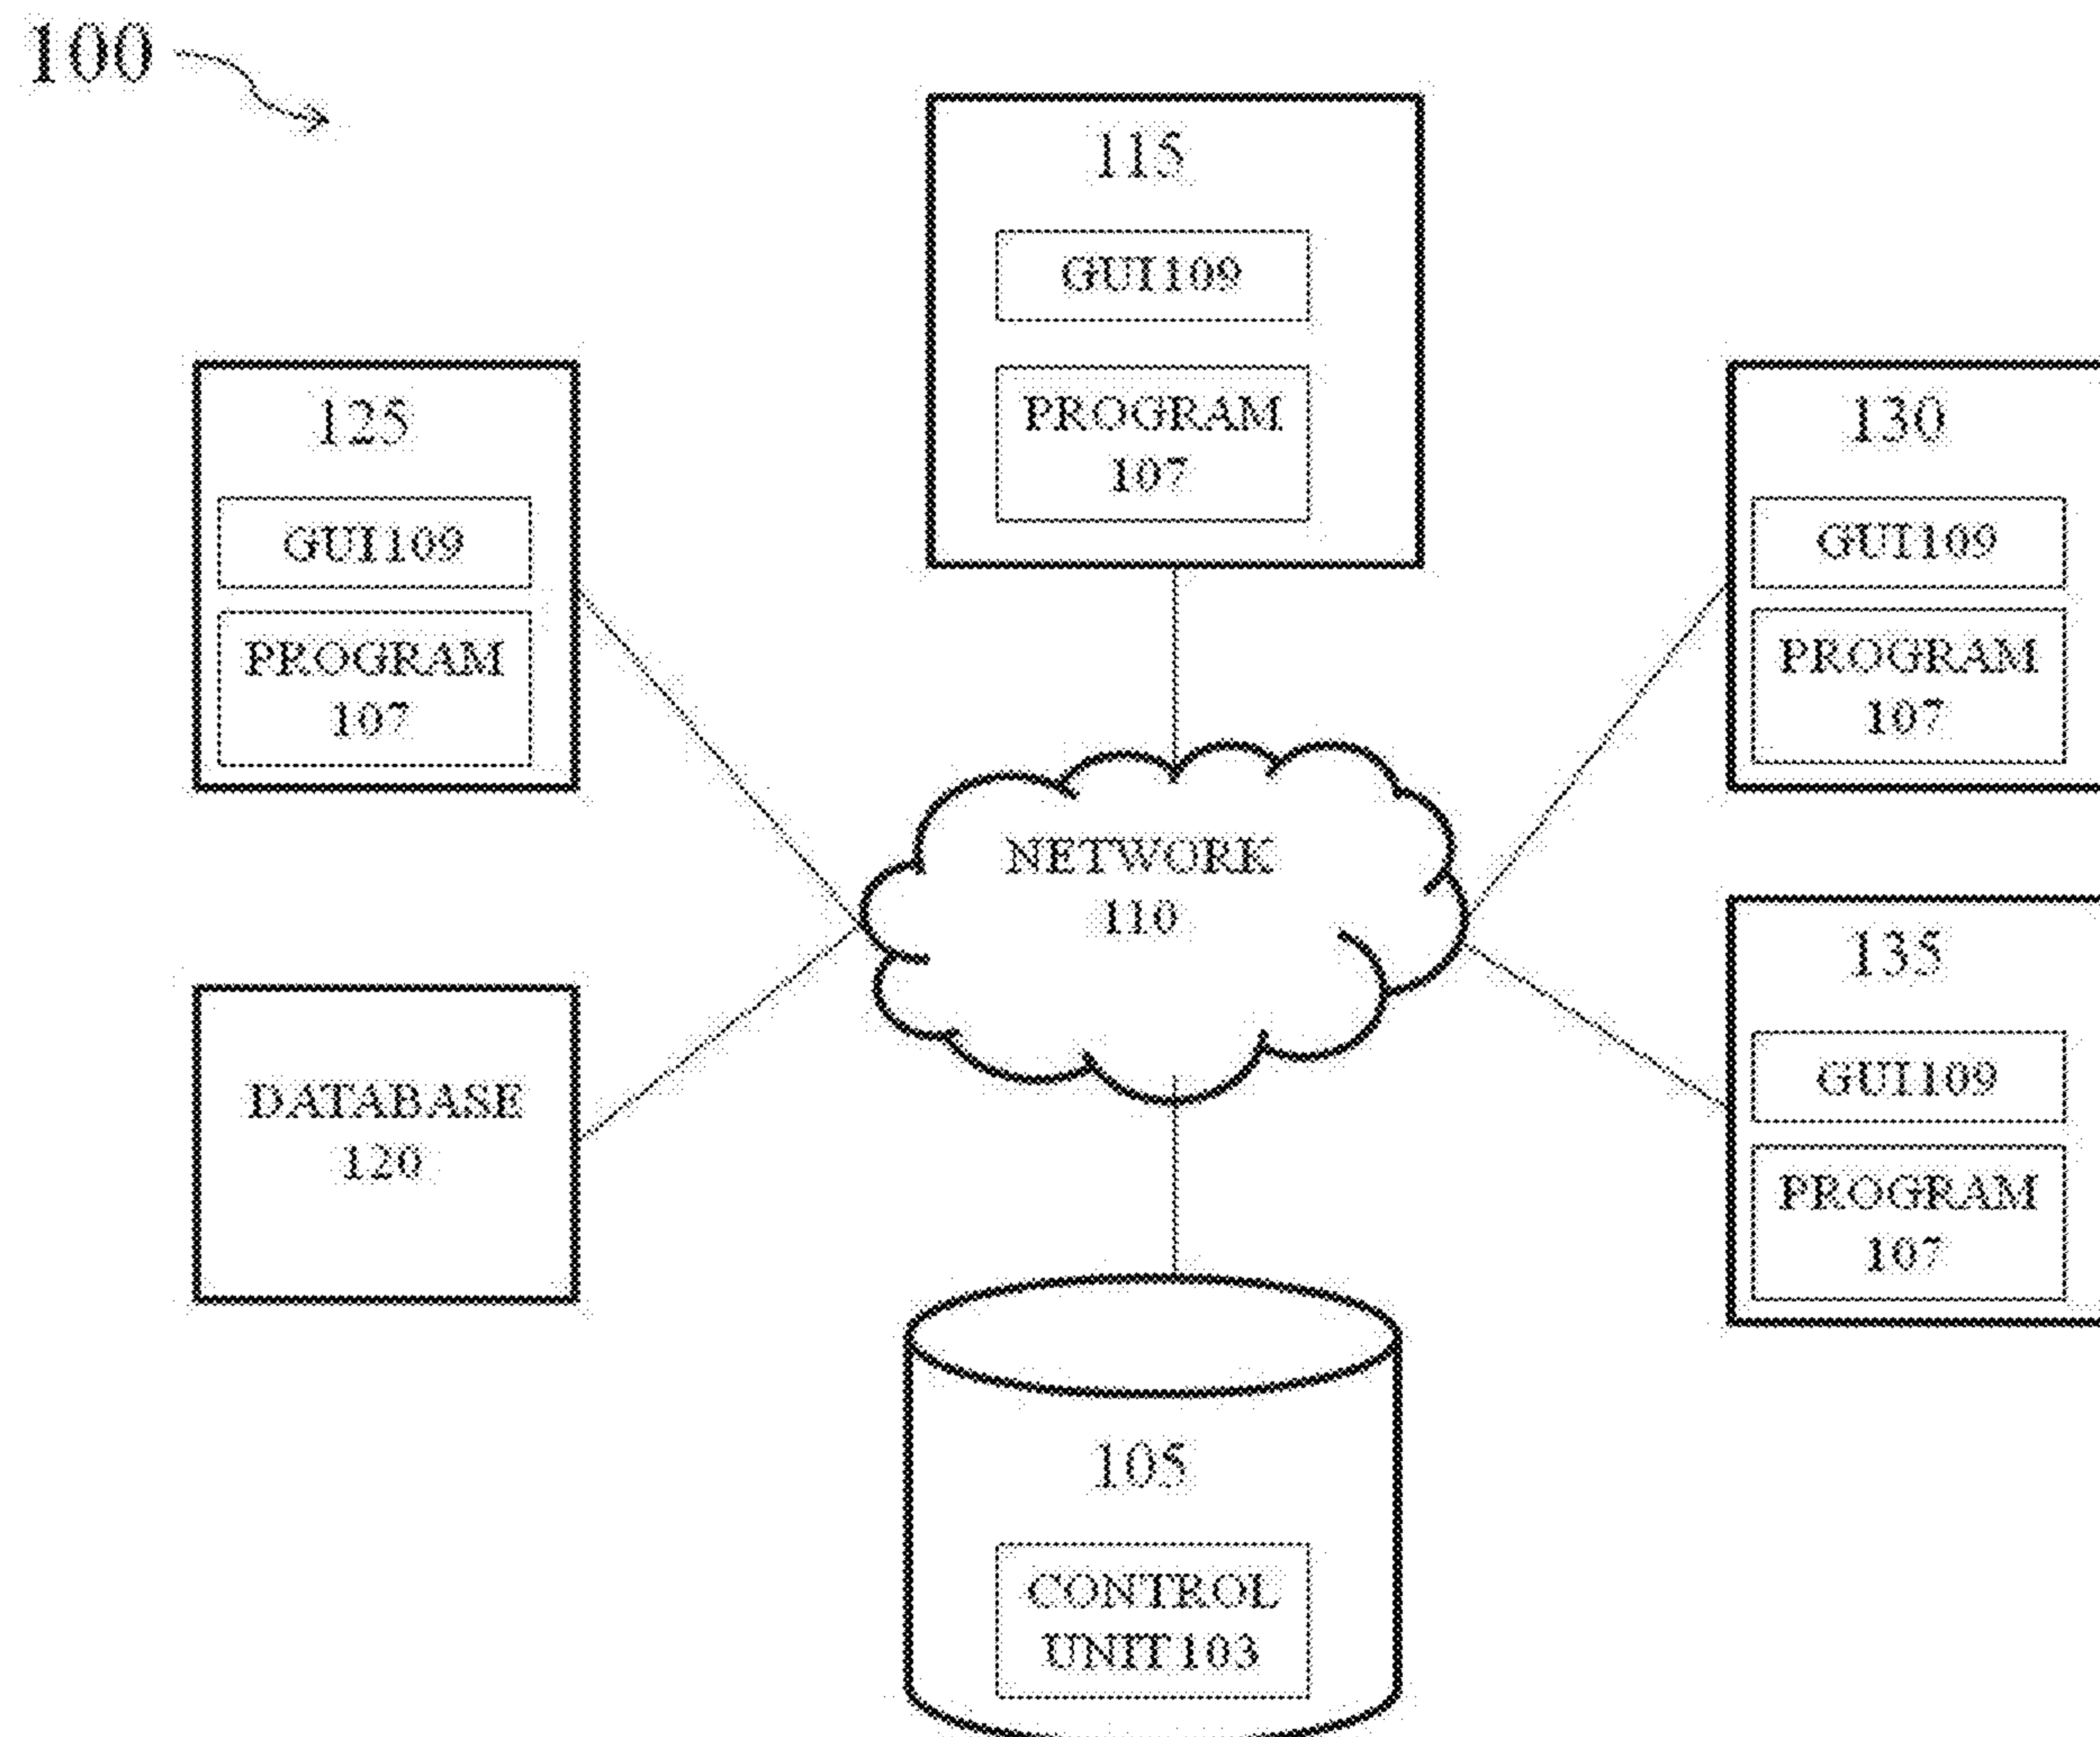 100
115
GUI109
PROGRAM
107
125
GUI109
PROGRAM
107
130
GUI109
PROGRAM
107
NETWORK
110
135
GUI109
PROGRAM
107
DATABASE
120
105
CONTROL
UNIT103